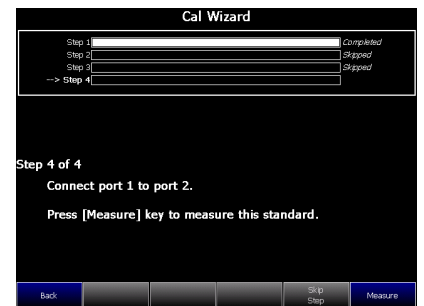 Cal Wizard
Step 1 Completed
Step 2 Skipped
Step 3 Skipped
--> Step 4
Step 4 of 4
Connect port 1 to port 2.
Press [Measure] key to measure this standard.
Back Skip Step Measure